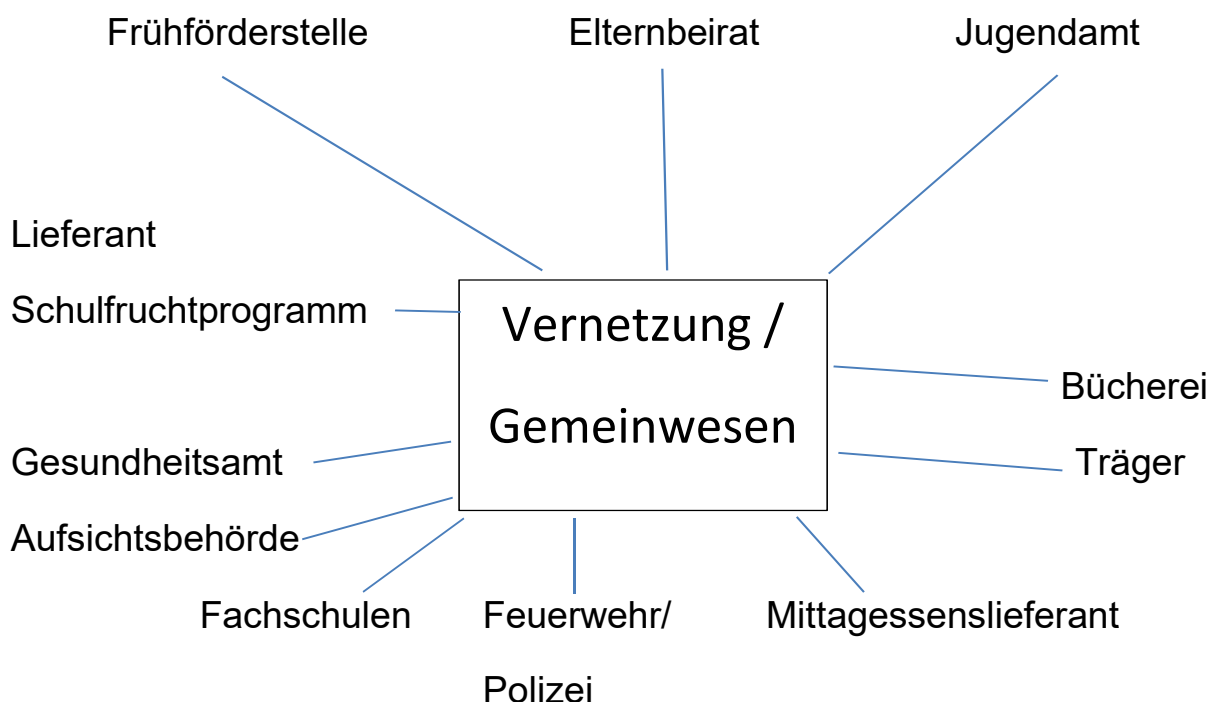 Frühförderstelle
Elternbeirat
Jugendamt
Lieferant
Schulfruchtprogramm
Vernetzung /
Gemeinwesen
Bücherei
Gesundheitsamt
Träger
Aufsichtsbehörde
Fachschulen
Feuerwehr/
Polizei
Mittagessenslieferant